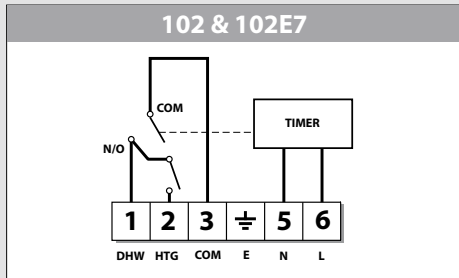 102 & 102E7
COM
TIMER
N/O
1 2 3 5 6
DHW HTG COM E N L